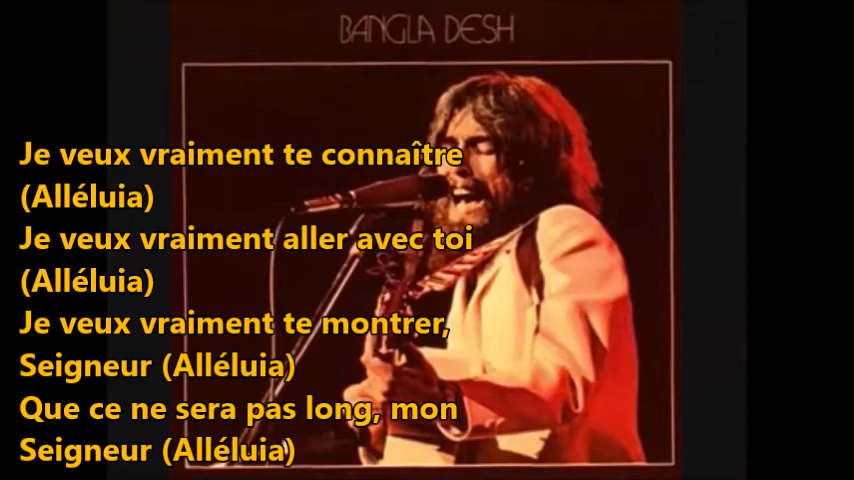 BANGLA DESH
Je veux vraiment te connaître
(Alléluia)
Je veux vraiment aller avec toi
(Alléluia)
Je veux vraiment te montrer,
Seigneur (Alléluia)
Que ce ne sera pas long, mon
Seigneur (Alléluia)